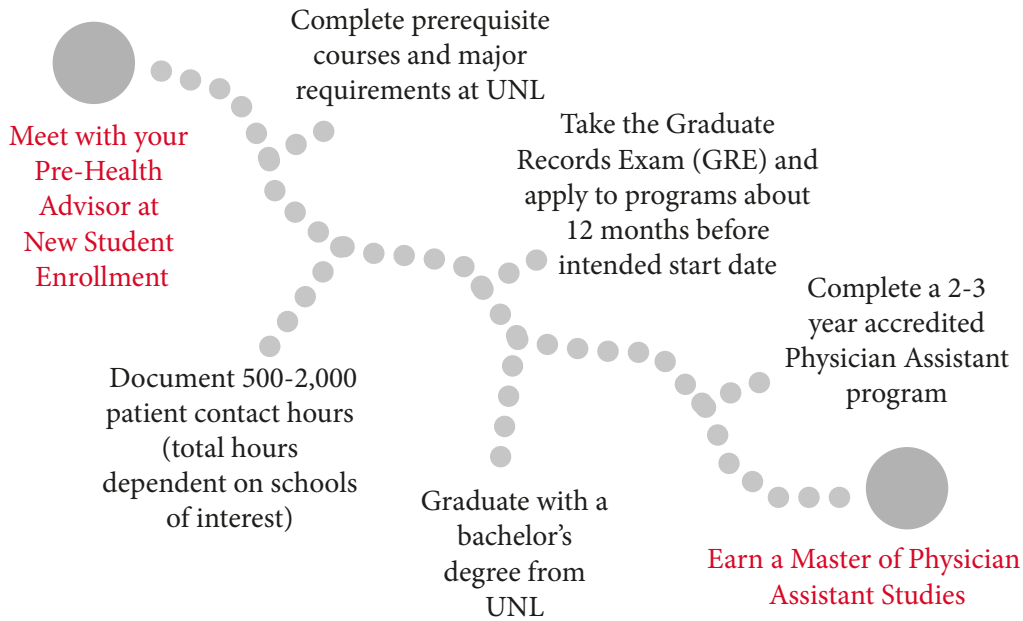 Meet with your
Pre-Health
Advisor at
New Student
Enrollment
Complete prerequisite
courses and major
requirements at UNL
Document 500-2,000
patient contact hours
(total hours
dependent on schools
of interest)
Take the Graduate
Records Exam (GRE) and
apply to programs about
12 months before
intended start date
Graduate with a
bachelor’s
degree from
UNL
Complete a 2-3
year accredited
Physician Assistant
program
Earn a Master of Physician
Assistant Studies